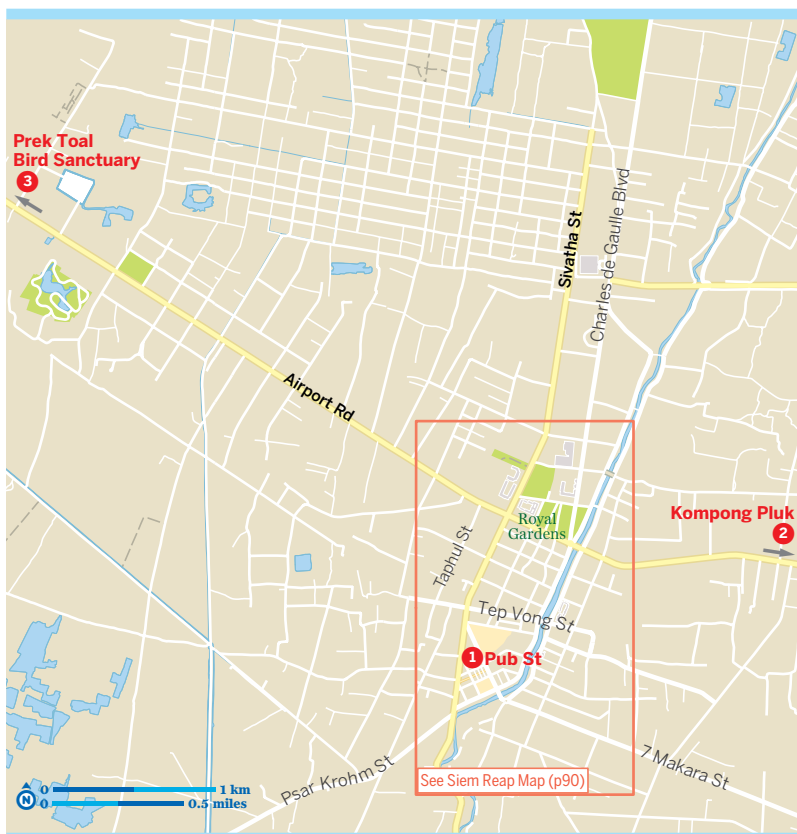 Prek Toal
Bird Sanctuary
3
Sivatha St
Charles de Gaulle Blvd
Airport Rd
Royal
Gardens
Kompong Pluk
2
Taphul St
Tep Vong St
1 Pub St
7 Makara St
Psar Krohm St
See Siem Reap Map (p90)
N
0 1 km
0 0.5 miles